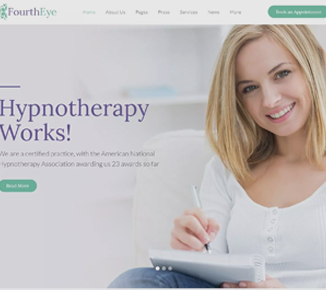 FourthEye
Home About Us Pages Press Services News More
Book an Appointment
Hypnotherapy
Works!
We are a certified practice, with the American National
Hypnotherapy Association awarding us 23 awards so far
Read More